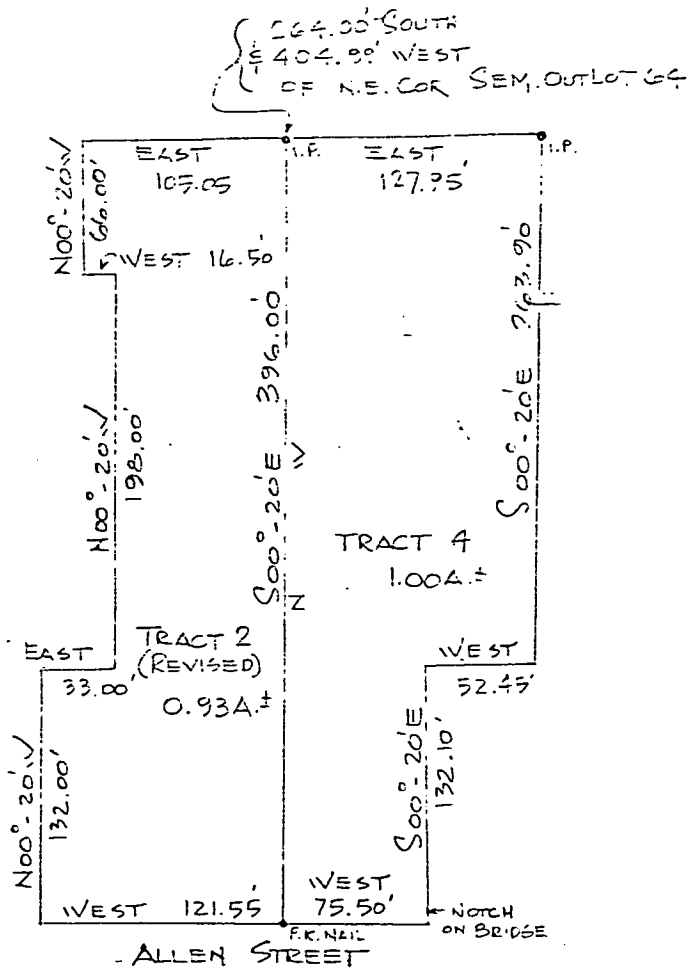 264.00' SOUTH
& 404.99' WEST
OF N.E. COR SEM. OUTLOT 64
EAST
105.05
I.P.
EAST
127.95'
I.P.
N00°-20'W
66.00'
WEST 16.50'
N00°-20'W
198.00'
S00°-20'E 396.00'
N W
S00°-20'E 263.90
TRACT 4
1.00A.±
EAST
33.00'
TRACT 2
(REVISED)
0.93A.±
WEST
52.45'
N00°-20'W
132.00'
S00°-20'E
132.10'
WEST 121.55'
WEST
75.50'
P.K. NAIL
NOTCH
ON BRIDGE
ALLEN STREET